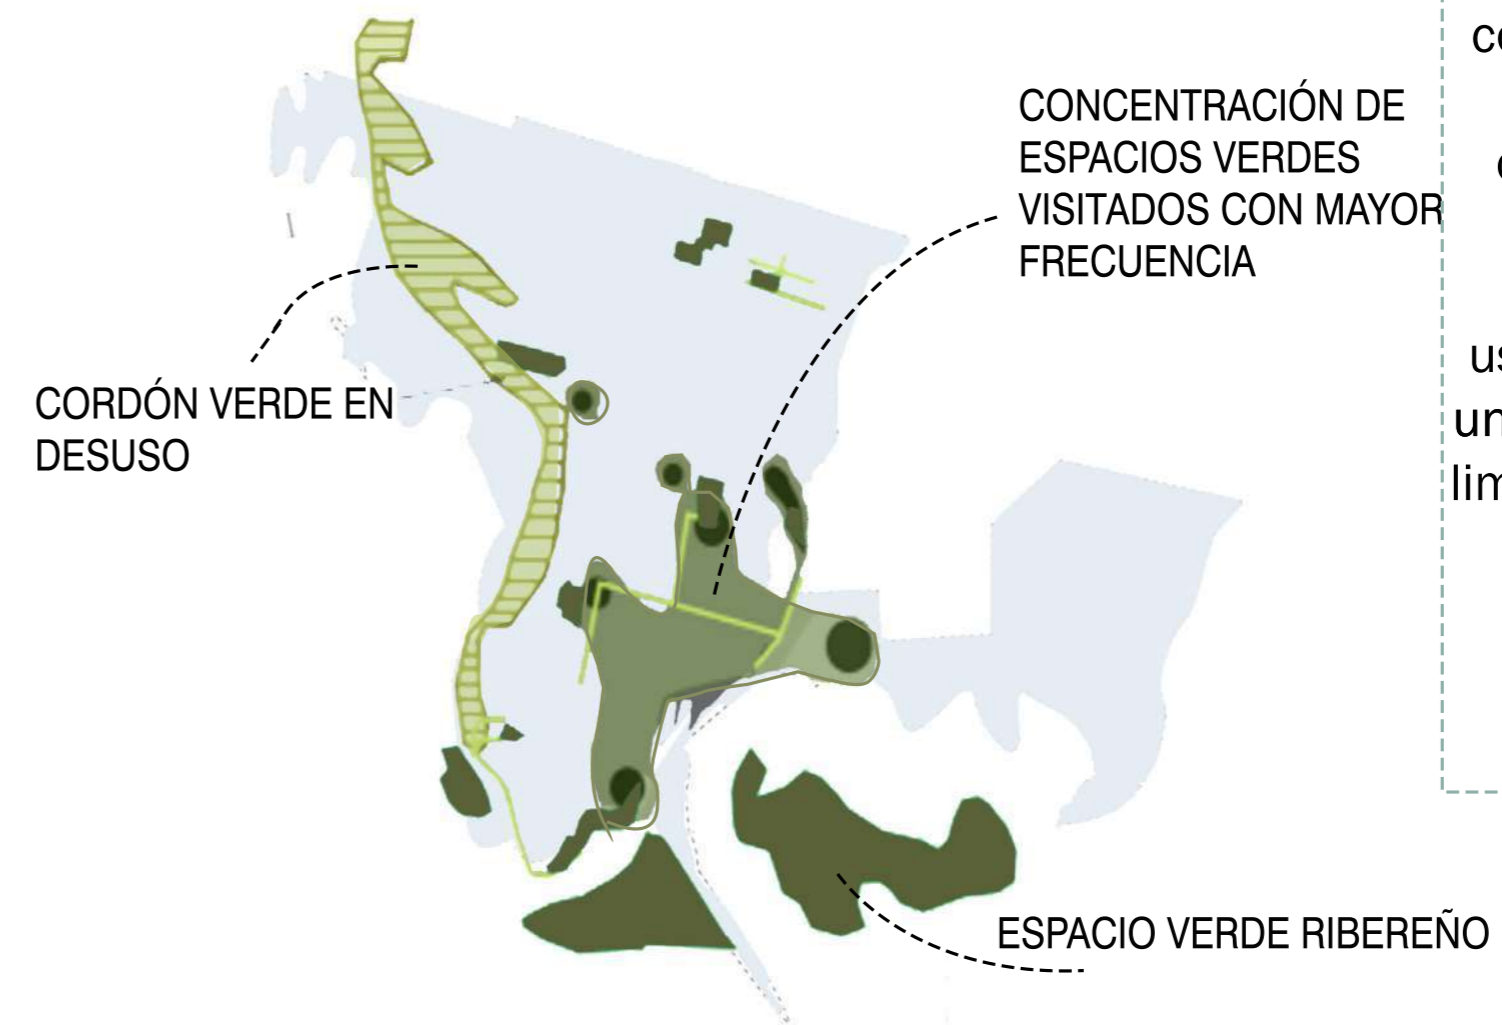 CONCENTRACIÓN DE
ESPACIOS VERDES
VISITADOS CON MAYOR
FRECUENCIA
CORDÓN VERDE EN
DESUSO
ESPACIO VERDE RIBEREÑO